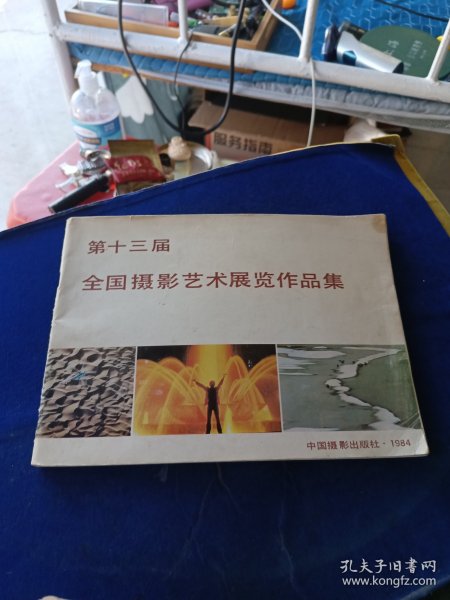 服务指南
第十三届
全国摄影艺术展览作品集
中国摄影出版社·1984
孔夫子旧书网
www.kongfz.com